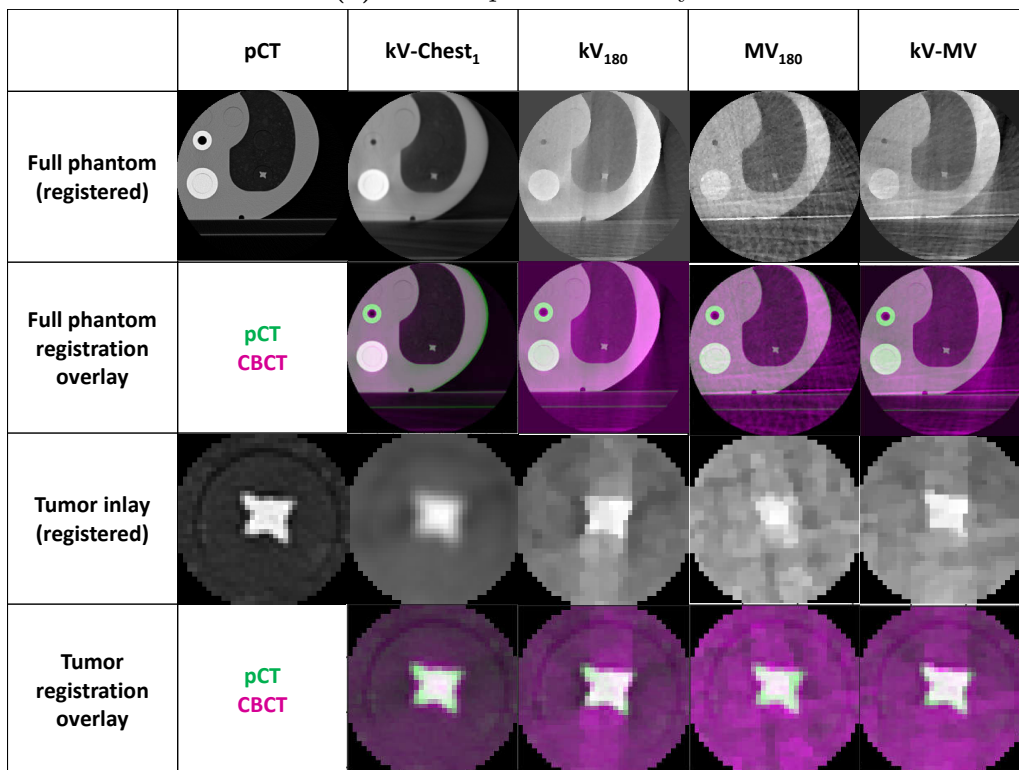 pCT
kV-Chest₁
kV₁₈₀
MV₁₈₀
kV-MV
Full phantom
(registered)
Full phantom
registration
overlay
pCT
CBCT
Tumor inlay
(registered)
Tumor
registration
overlay
pCT
CBCT